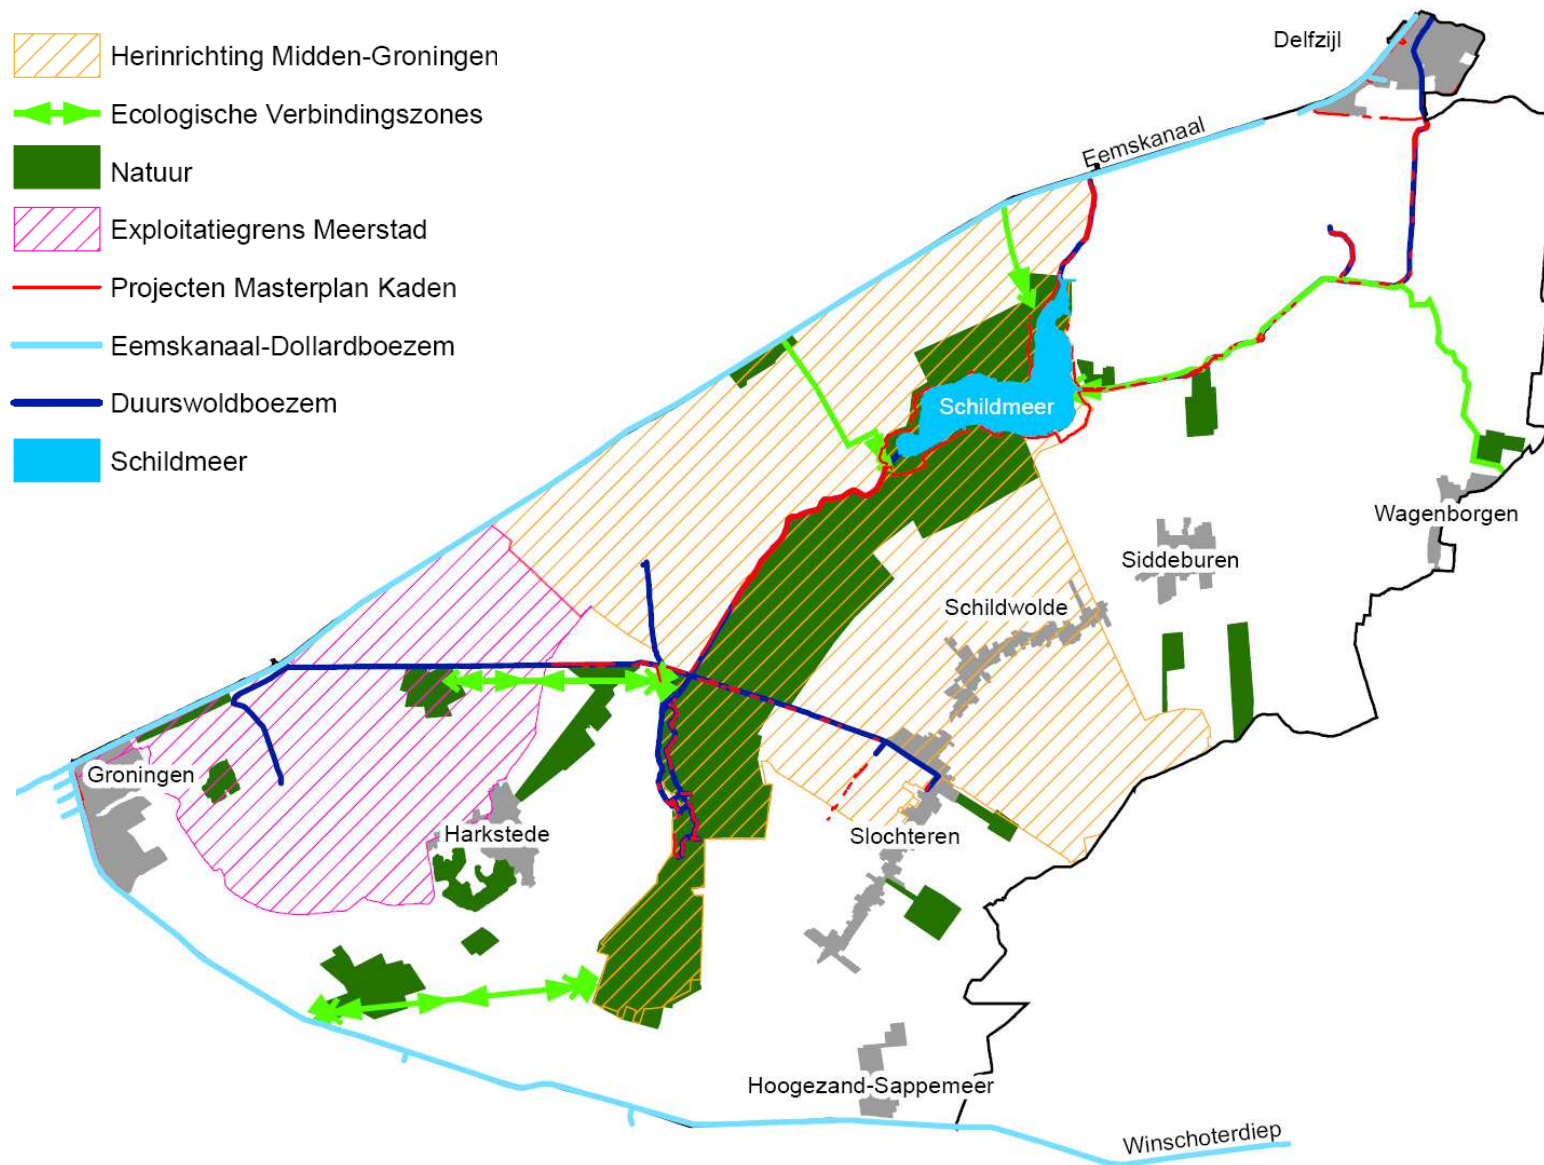 Herinrichting Midden-Groningen
Ecologische Verbindingszones
Natuur
Exploitatiegrens Meerstad
Projecten Masterplan Kaden
Eemskanaal-Dollardboezem
Duurswoldboezem
Schildmeer
Delfzijl
Eemskanaal
Schildmeer
Wagenborgen
Siddeburen
Schildwolde
Groningen
Harkstede
Slochteren
Hoogezand-Sappemeer
Winschoterdiep